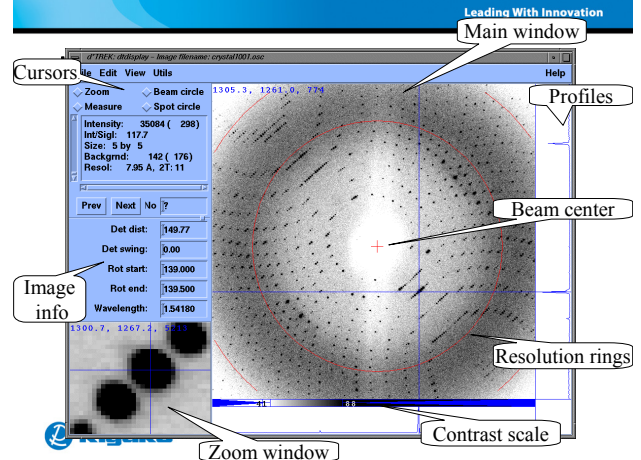 Leading With Innovation
Main window
d*TREK: dtdisplay - Image filename: crystal1001.osc
Cursors
File Edit View Utils Help
Zoom Beam circle
Measure Spot circle
1305.3, 1261.0, 774
Profiles
Intensity: 35084 ( 298)
Int/SigI: 117.7
Size: 5 by 5
Backgrnd: 142 ( 176)
Resol: 7.95 A, 2T: 11
Prev Next No ?
Beam center
Det dist: 149.77
Det swing: 0.00
Rot start: 139.000
Image
info
Rot end: 139.500
Wavelength: 1.54180
1300.7, 1267.2,
Resolution rings
41 88
Contrast scale
Rigaku
Zoom window